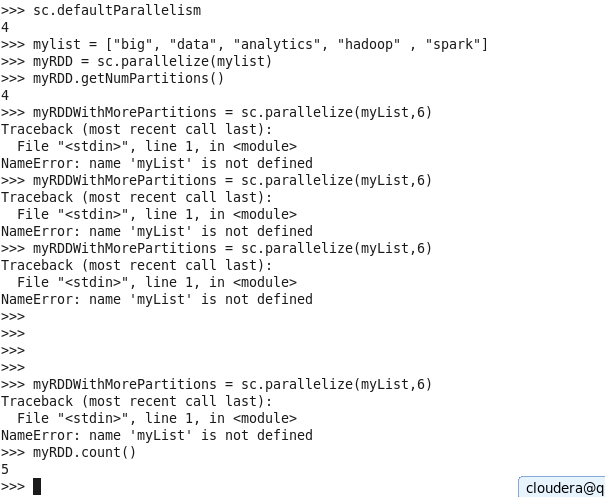 >>> sc.defaultParallelism
4
>>> mylist = ["big", "data", "analytics", "hadoop" , "spark"]
>>> myRDD = sc.parallelize(mylist)
>>> myRDD.getNumPartitions()
4
>>> myRDDWithMorePartitions = sc.parallelize(myList,6)
Traceback (most recent call last):
  File "<stdin>", line 1, in <module>
NameError: name 'myList' is not defined
>>> myRDDWithMorePartitions = sc.parallelize(myList,6)
Traceback (most recent call last):
  File "<stdin>", line 1, in <module>
NameError: name 'myList' is not defined
>>> myRDDWithMorePartitions = sc.parallelize(myList,6)
Traceback (most recent call last):
  File "<stdin>", line 1, in <module>
NameError: name 'myList' is not defined
>>>
>>>
>>>
>>>
>>> myRDDWithMorePartitions = sc.parallelize(myList,6)
Traceback (most recent call last):
  File "<stdin>", line 1, in <module>
NameError: name 'myList' is not defined
>>> myRDD.count()
5
>>>
cloudera@q